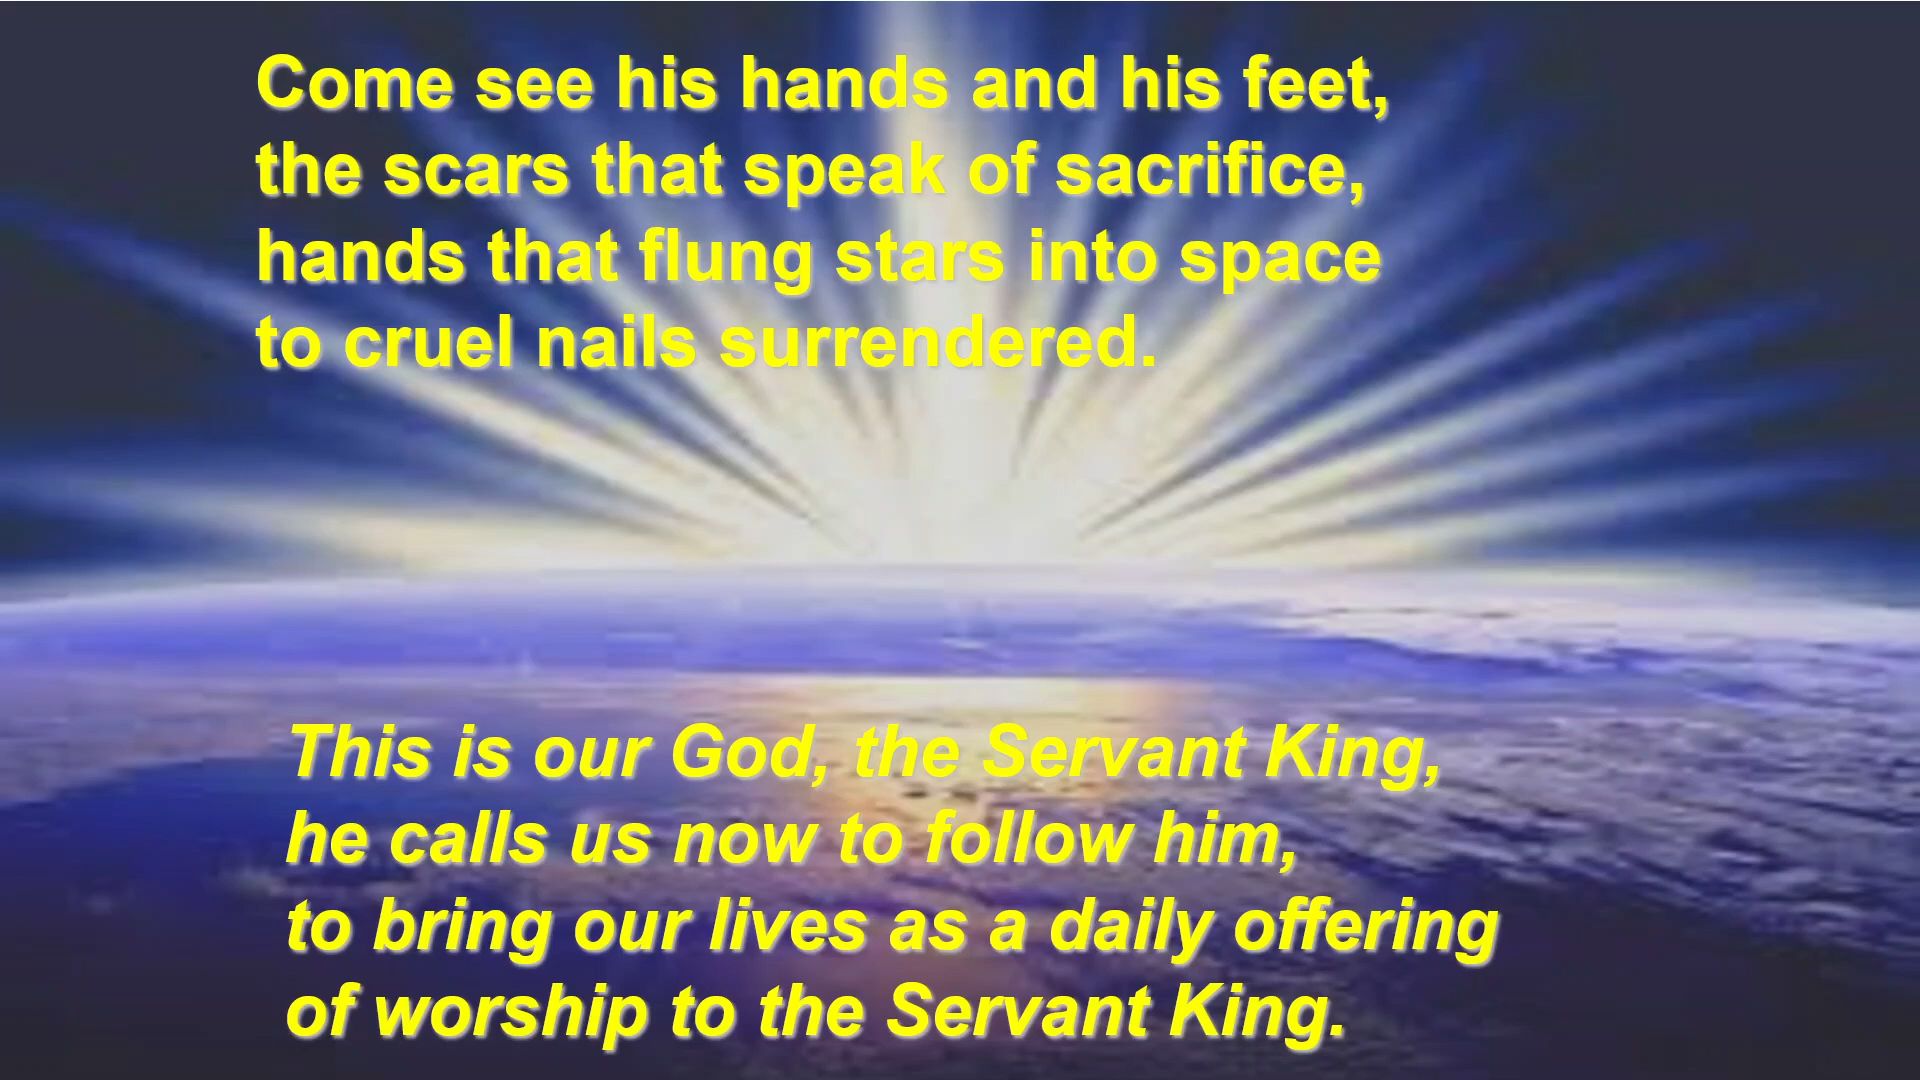 Come see his hands and his feet,
the scars that speak of sacrifice,
hands that flung stars into space
to cruel nails surrendered.
This is our God, the Servant King,
he calls us now to follow him,
to bring our lives as a daily offering
of worship to the Servant King.